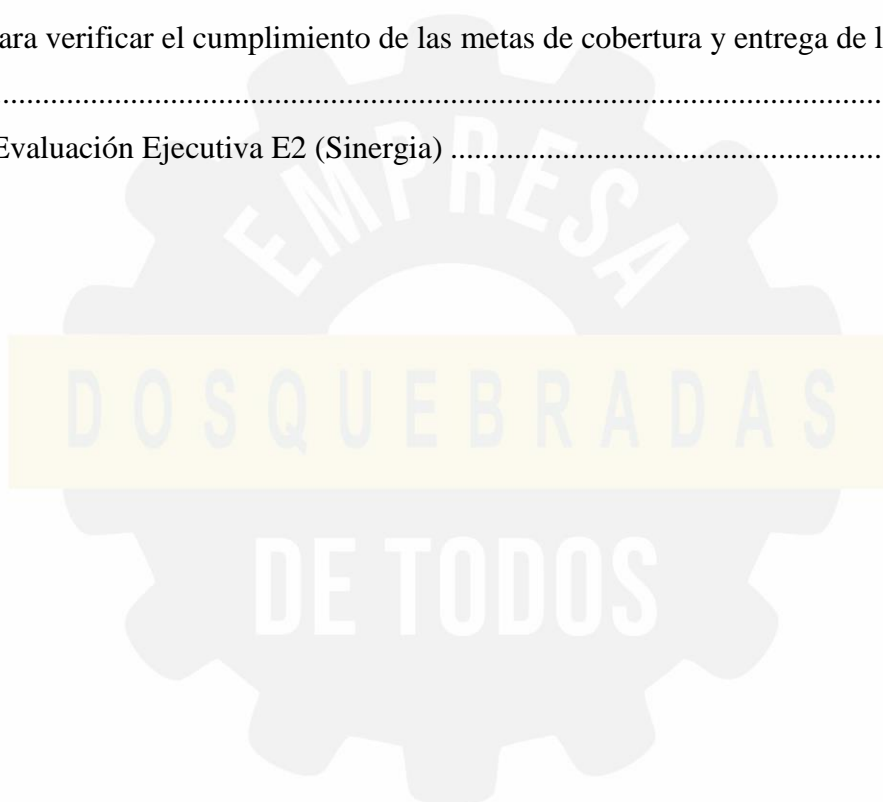 ara verificar el cumplimiento de las metas de cobertura y entrega de l
........................................................................................................................
Evaluación Ejecutiva E2 (Sinergia) ...........................................................
EMPRESA
DOSQUEBRADAS
DE TODOS